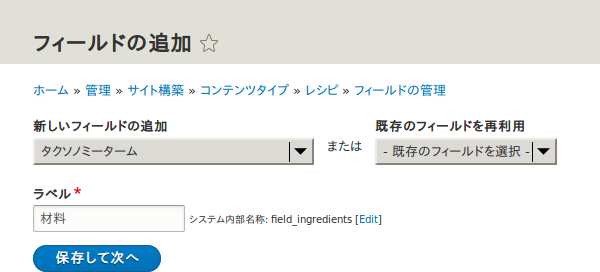 フィールドの追加
ホーム » 管理 » サイト構築 » コンテンツタイプ » レシピ » フィールドの管理
新しいフィールドの追加 既存のフィールドを再利用
タクソノミーターム または - 既存のフィールドを選択 -
ラベル*
材料 システム内部名称: field_ingredients [Edit]
保存して次へ